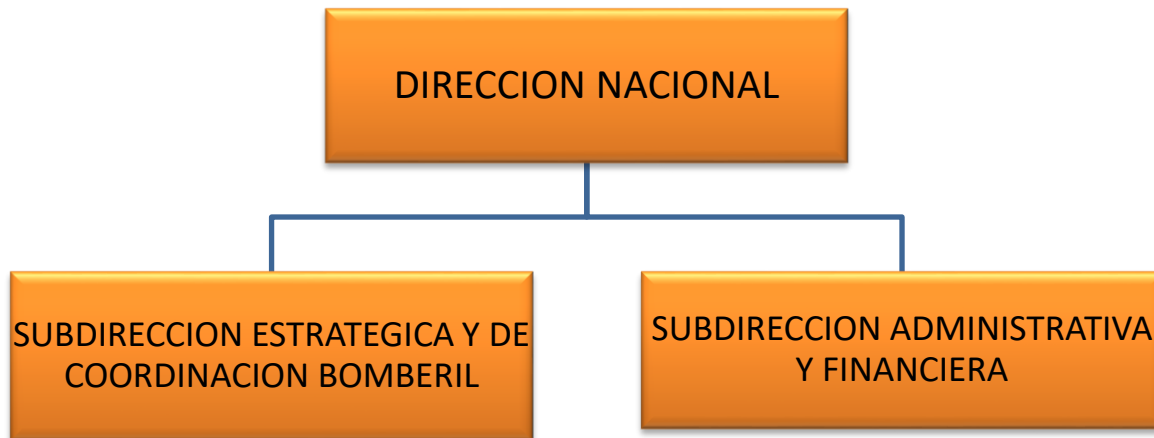 DIRECCION NACIONAL
SUBDIRECCION ESTRATEGICA Y DE
COORDINACION BOMBERIL
SUBDIRECCION ADMINISTRATIVA
Y FINANCIERA